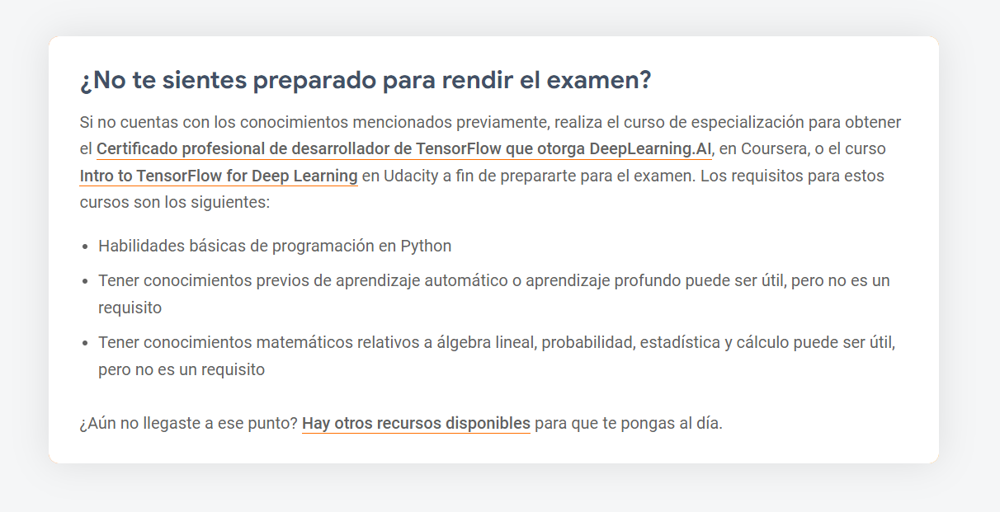 ¿No te sientes preparado para rendir el examen?
Si no cuentas con los conocimientos mencionados previamente, realiza el curso de especialización para obtener
el Certificado profesional de desarrollador de TensorFlow que otorga DeepLearning.AI, en Coursera, o el curso
Intro to TensorFlow for Deep Learning en Udacity a fin de prepararte para el examen. Los requisitos para estos
cursos son los siguientes:
• Habilidades básicas de programación en Python
• Tener conocimientos previos de aprendizaje automático o aprendizaje profundo puede ser útil, pero no es un
requisito
• Tener conocimientos matemáticos relativos a álgebra lineal, probabilidad, estadística y cálculo puede ser útil,
pero no es un requisito
¿Aún no llegaste a ese punto? Hay otros recursos disponibles para que te pongas al día.